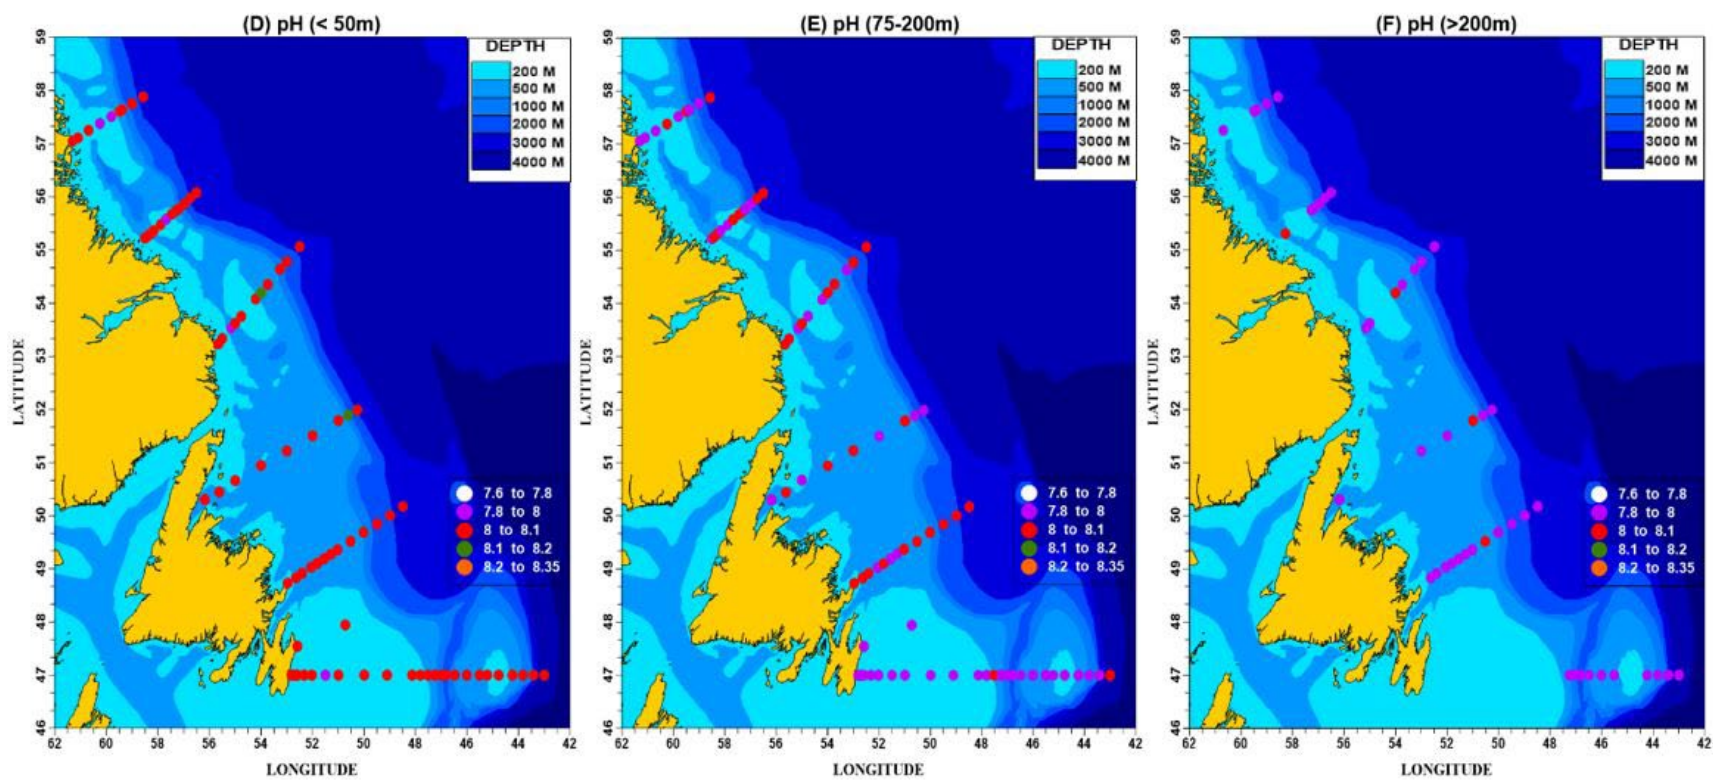 (D) pH (< 50m)
59
58
57
56
55
54
53
52
51
50
49
48
47
46
LATITUDE
62 60 58 56 54 52 50 48 46 44 42
LONGITUDE
DEPTH
200 M
500 M
1000 M
2000 M
3000 M
4000 M
7.6 to 7.8
7.8 to 8
8 to 8.1
8.1 to 8.2
8.2 to 8.35
(E) pH (75-200m)
59
58
57
56
55
54
53
52
51
50
49
48
47
46
LATITUDE
62 60 58 56 54 52 50 48 46 44 42
LONGITUDE
DEPTH
200 M
500 M
1000 M
2000 M
3000 M
4000 M
7.6 to 7.8
7.8 to 8
8 to 8.1
8.1 to 8.2
8.2 to 8.35
(F) pH (>200m)
59
58
57
56
55
54
53
52
51
50
49
48
47
46
LATITUDE
62 60 58 56 54 52 50 48 46 44 42
LONGITUDE
DEPTH
200 M
500 M
1000 M
2000 M
3000 M
4000 M
7.6 to 7.8
7.8 to 8
8 to 8.1
8.1 to 8.2
8.2 to 8.35